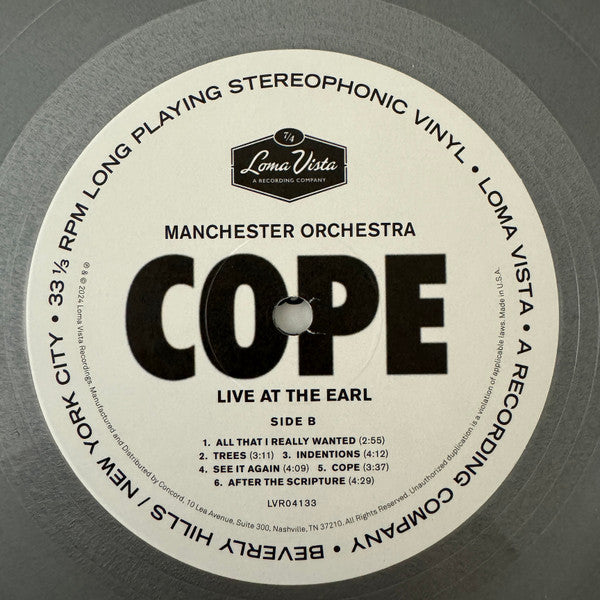 33 ⅓ RPM LONG PLAYING STEREOPHONIC VINYL • LOMA VISTA • A RECORDING COMPANY • BEVERLY HILLS / NEW YORK CITY •
7/4
Loma Vista
A RECORDING COMPANY
MANCHESTER ORCHESTRA
COPE
LIVE AT THE EARL
SIDE B
1. ALL THAT I REALLY WANTED (2:55)
2. TREES (3:11) 3. INDENTIONS (4:12)
4. SEE IT AGAIN (4:09) 5. COPE (3:37)
6. AFTER THE SCRIPTURE (4:29)
LVR04133
℗ & © 2024 Loma Vista Recordings. Manufactured and Distributed by Concord, 10 Lea Avenue, Suite 300, Nashville, TN 37210. All Rights Reserved. Unauthorized duplication is a violation of applicable laws. Made in U.S.A.